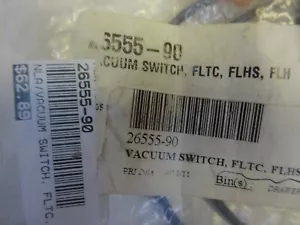 26555-90
VACUUM SWITCH, FLTC, FLHS, FLH
26555-90
VACUUM SWITCH, FLTC, FLHS
Bin(s)
26555-90
NLA/VACUUM SWITCH, FLTC,
$62.89